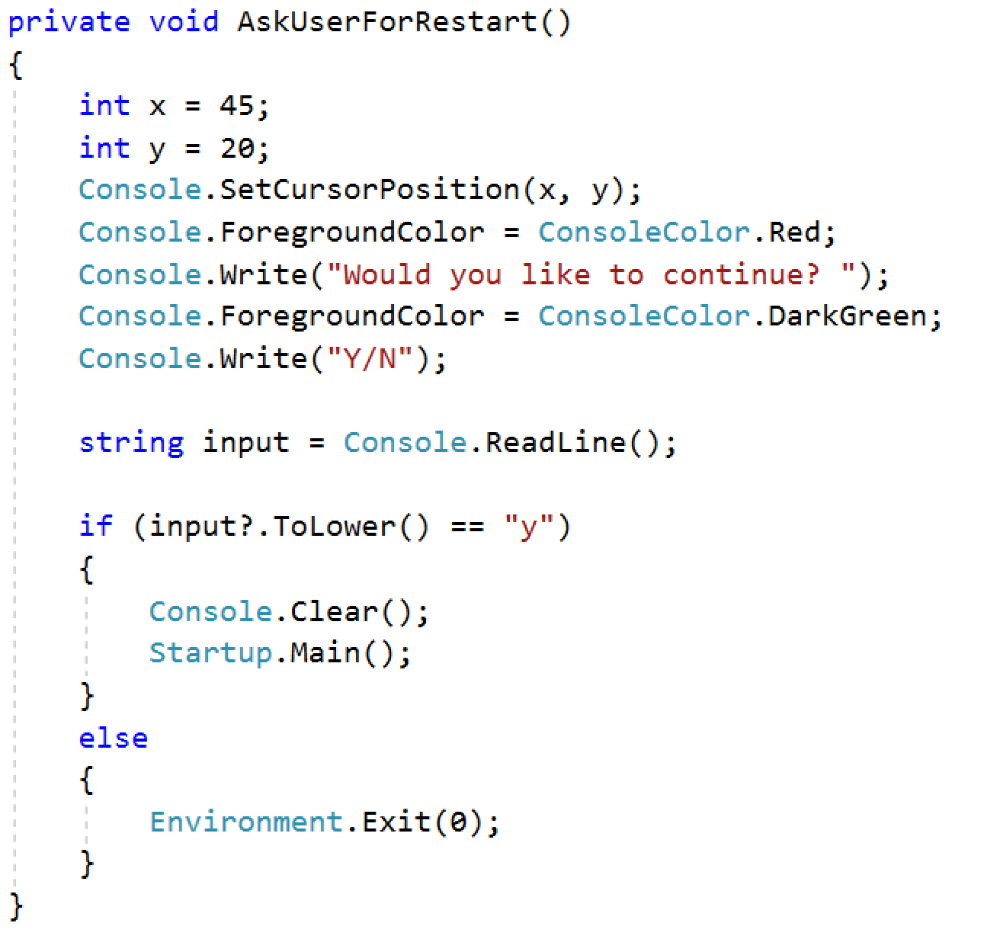 private void AskUserForRestart()
{
    int x = 45;
    int y = 20;
    Console.SetCursorPosition(x, y);
    Console.ForegroundColor = ConsoleColor.Red;
    Console.Write("Would you like to continue? ");
    Console.ForegroundColor = ConsoleColor.DarkGreen;
    Console.Write("Y/N");

    string input = Console.ReadLine();

    if (input?.ToLower() == "y")
    {
        Console.Clear();
        Startup.Main();
    }
    else
    {
        Environment.Exit(0);
    }
}